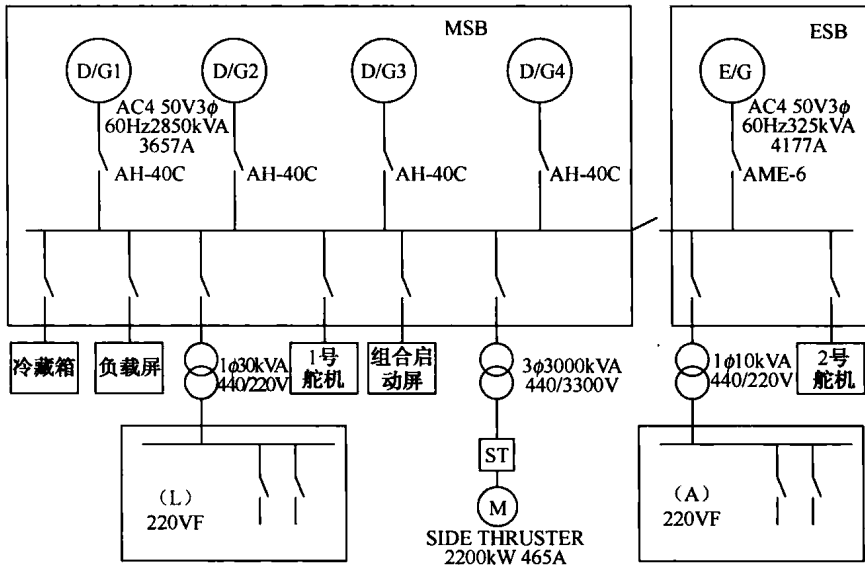 MSB
ESB
D/G1
D/G2
D/G3
D/G4
E/G
AC4 50V3ϕ
60Hz2850kVA
3657A
AC4 50V3ϕ
60Hz325kVA
4177A
AH-40C
AH-40C
AH-40C
AH-40C
AME-6
冷藏箱
负载屏
1ϕ30kVA
440/220V
1号
舵机
组合启
动屏
3ϕ3000kVA
440/3300V
1ϕ10kVA
440/220V
2号
舵机
ST
M
SIDE THRUSTER
2200kW 465A
（L）
220VF
（A）
220VF